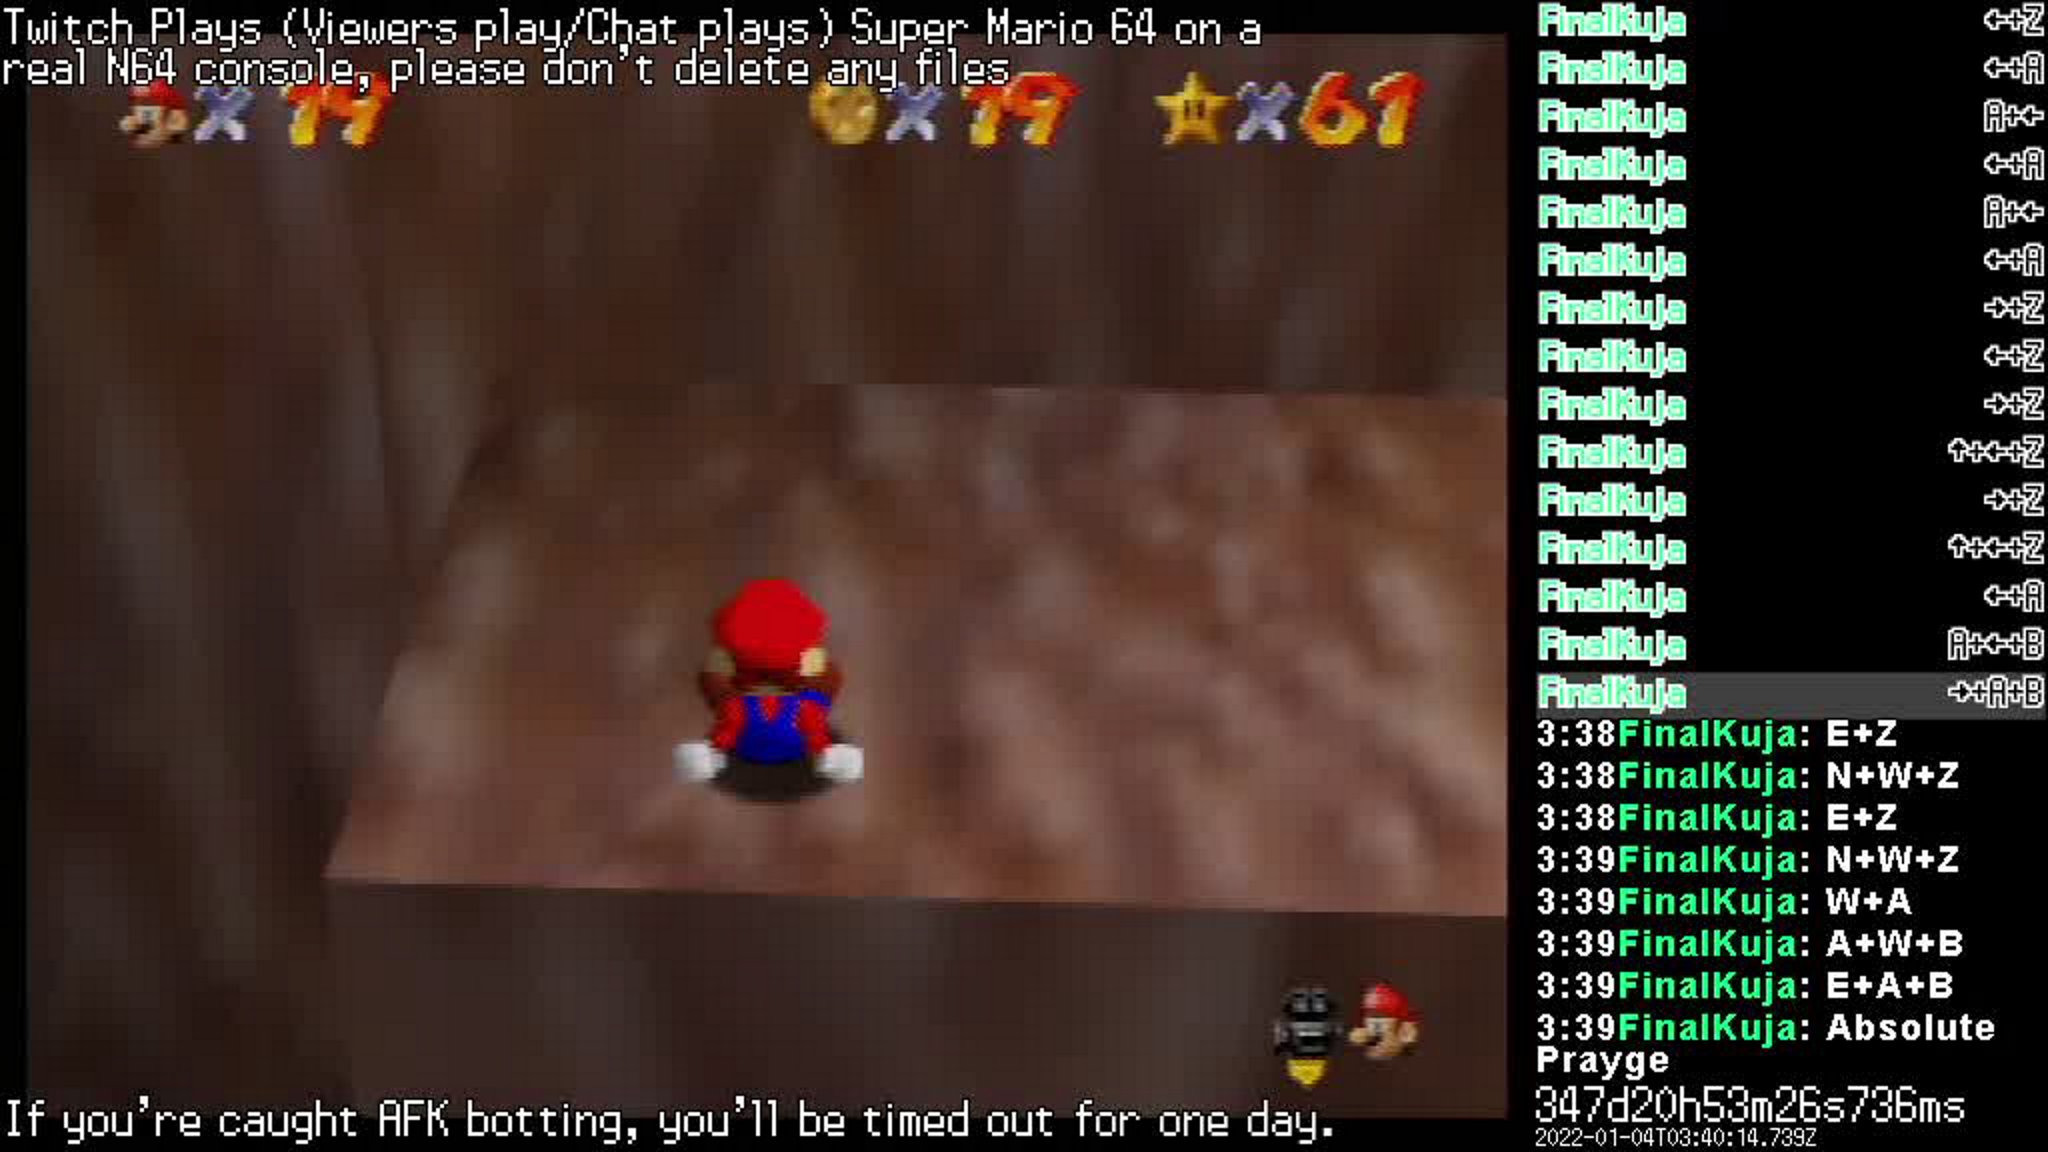 Twitch Plays (Viewers play/Chat plays) Super Mario 64 on a
real N64 console, please don't delete any files
x 19
x 19
x 61
FinalKuja ←+Z
FinalKuja ←+A
FinalKuja A+←
FinalKuja ←+A
FinalKuja A+←
FinalKuja ←+A
FinalKuja →+Z
FinalKuja ←+Z
FinalKuja →+Z
FinalKuja ↑+←+Z
FinalKuja →+Z
FinalKuja ↑+←+Z
FinalKuja ←+A
FinalKuja A+←+B
FinalKuja →+A+B
3:38FinalKuja: E+Z
3:38FinalKuja: N+W+Z
3:38FinalKuja: E+Z
3:39FinalKuja: N+W+Z
3:39FinalKuja: W+A
3:39FinalKuja: A+W+B
3:39FinalKuja: E+A+B
3:39FinalKuja: Absolute
Prayge
347d20h53m26s736ms
2022-01-04T03:40:14.739Z
If you're caught AFK botting, you'll be timed out for one day.